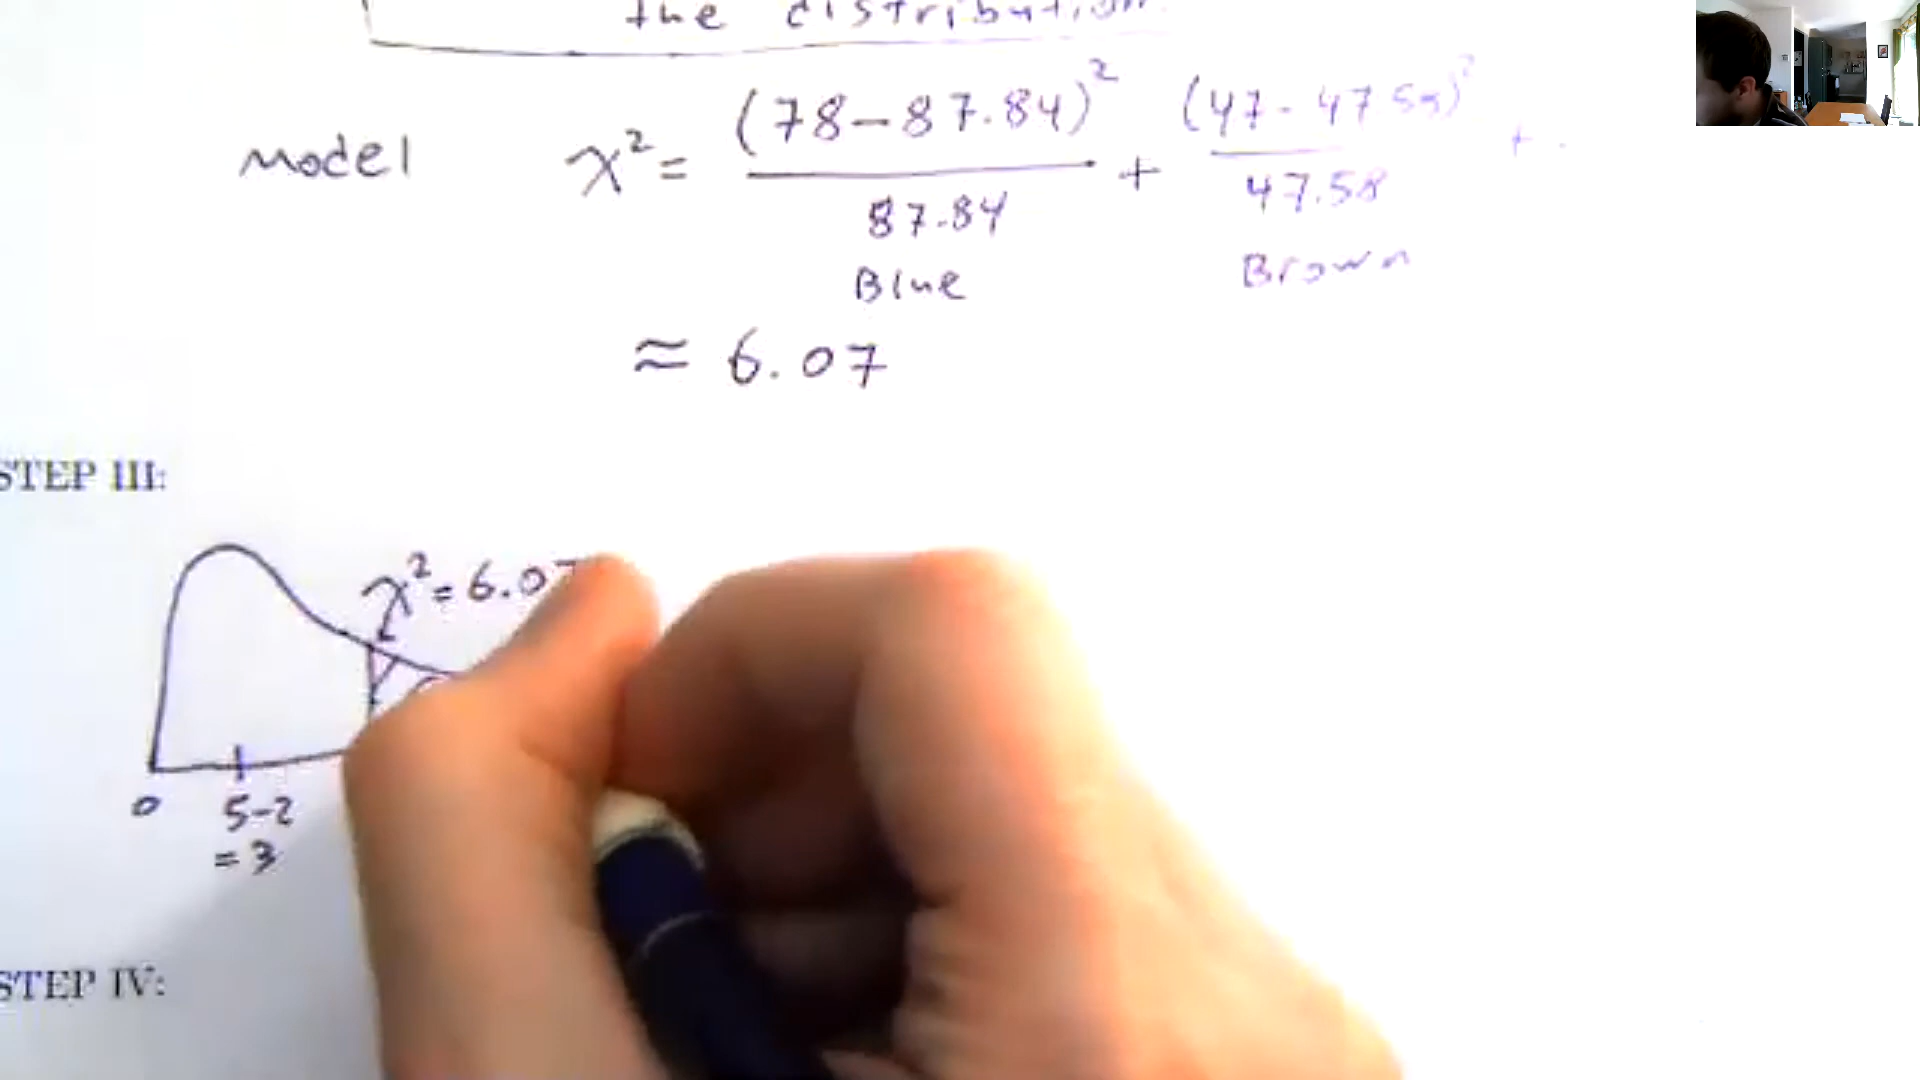 the distribution.
Model χ² = (78-87.84)² / 87.84 + (47-47.58)² / 47.58 + .
Blue Brown
≈ 6.07
STEP III:
χ² = 6.07
0 5-2
= 3
STEP IV: